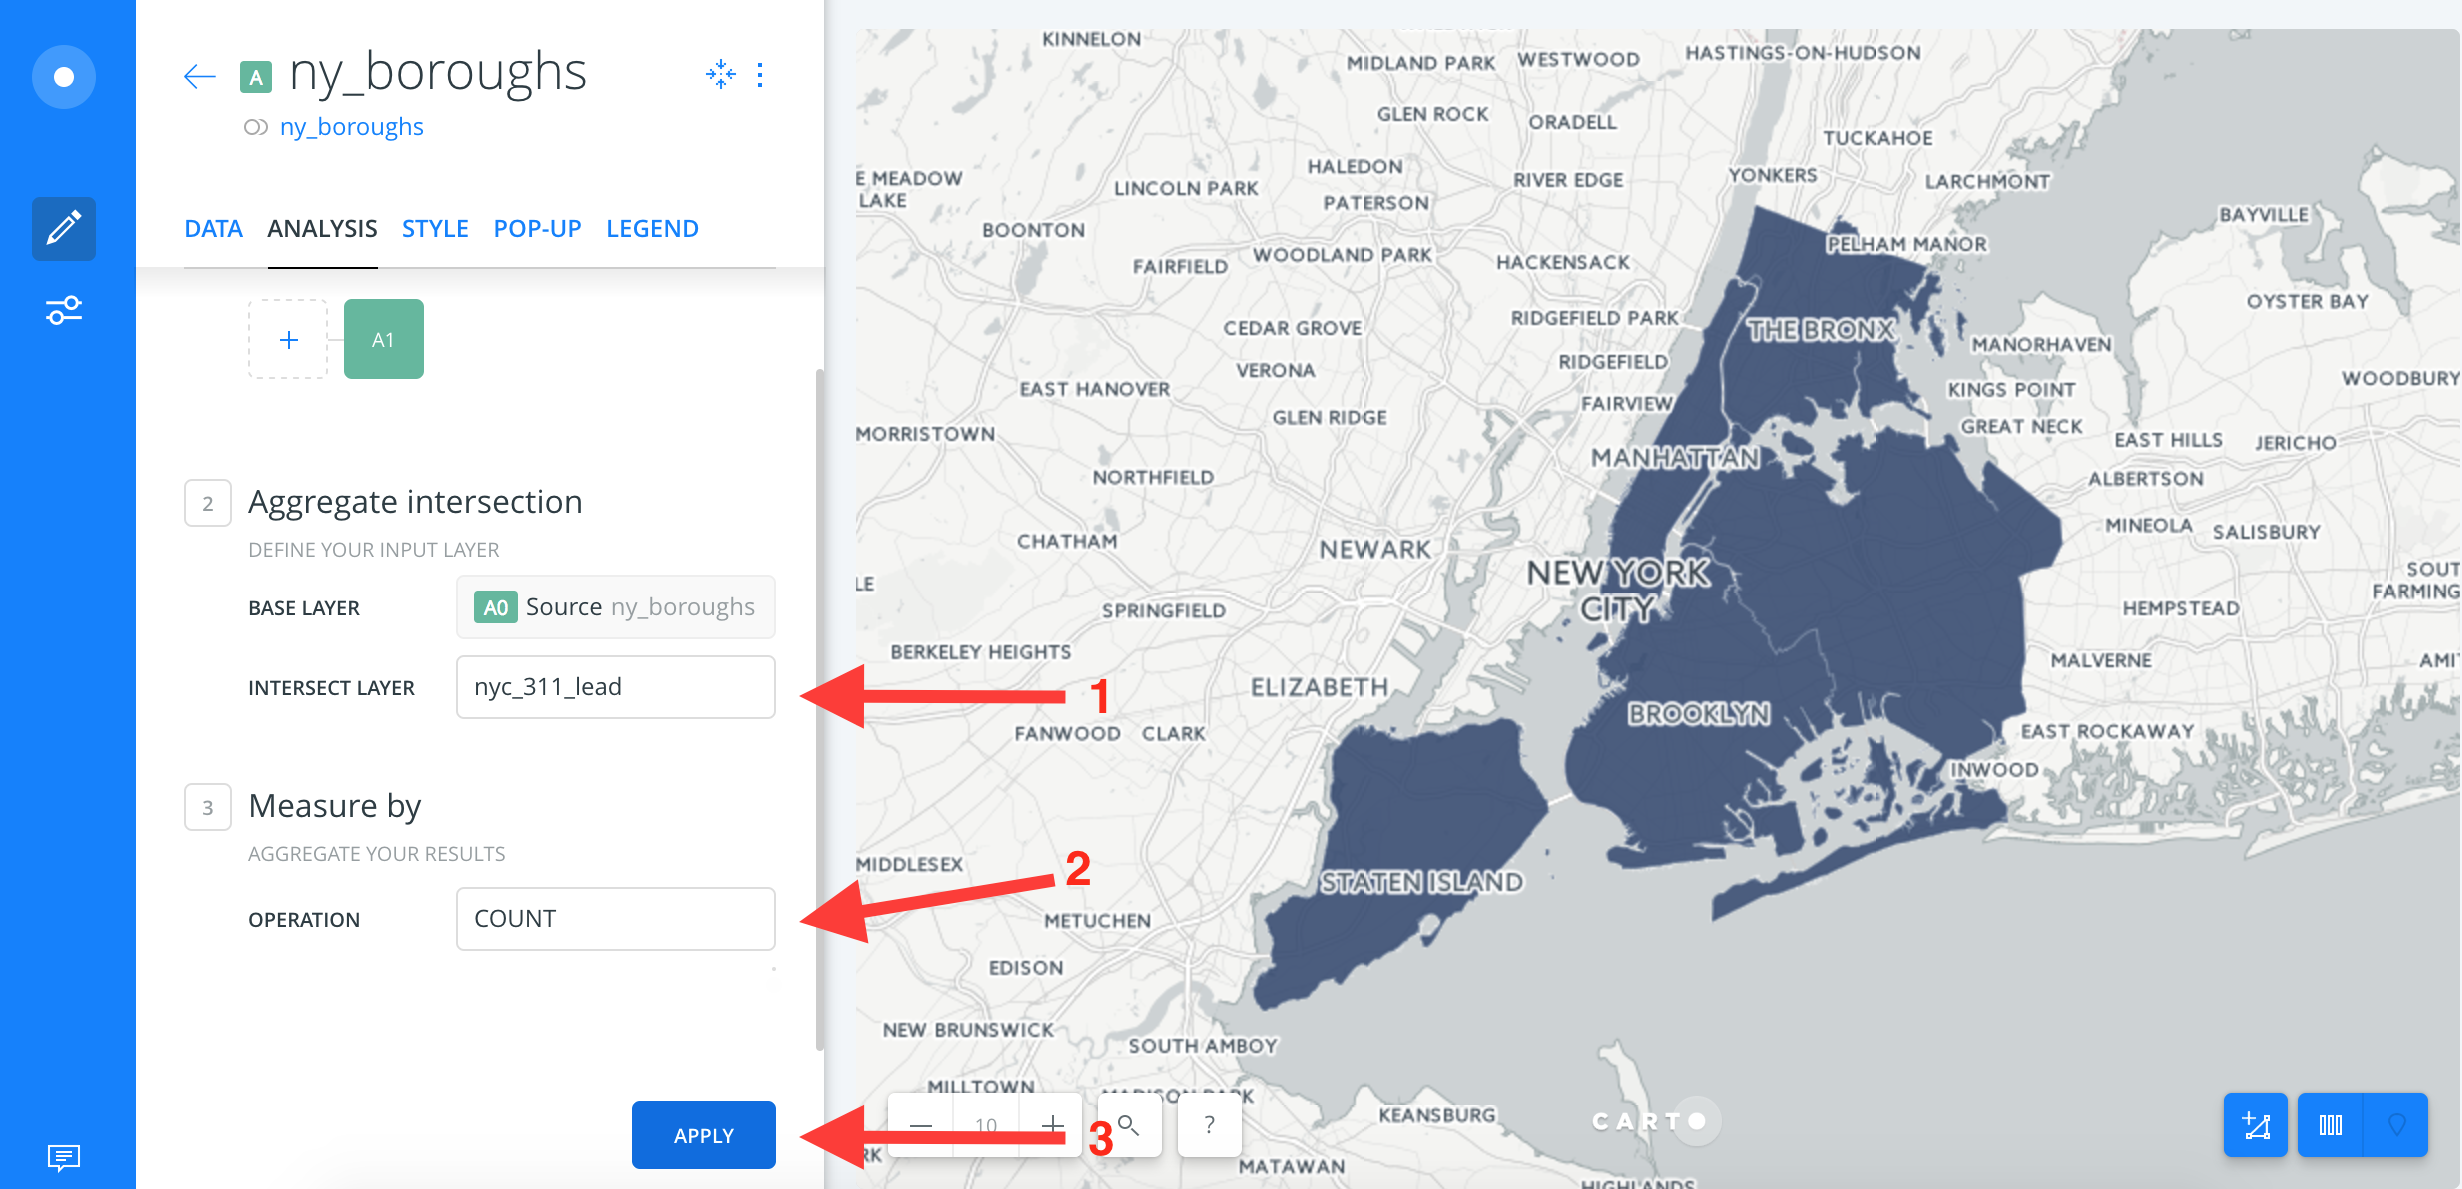 A ny_boroughs
ny_boroughs
DATA ANALYSIS STYLE POP-UP LEGEND
+ A1
2 Aggregate intersection
DEFINE YOUR INPUT LAYER
BASE LAYER A0 Source ny_boroughs
INTERSECT LAYER nyc_311_lead
3 Measure by
AGGREGATE YOUR RESULTS
OPERATION COUNT
APPLY
1
2
3
KINNELON
MIDLAND PARK
WESTWOOD
HASTINGS-ON-HUDSON
GLEN ROCK
ORADELL
TUCKAHOE
HALEDON
E MEADOW
LAKE
LINCOLN PARK
RIVER EDGE
YONKERS
LARCHMONT
PATERSON
BAYVILLE
BOONTON
PELHAM MANOR
WOODLAND PARK
FAIRFIELD
HACKENSACK
OYSTER BAY
RIDGEFIELD PARK
CEDAR GROVE
THE BRONX
MANORHAVEN
RIDGEFIELD
VERONA
WOODBURY
EAST HANOVER
KINGS POINT
FAIRVIEW
GLEN RIDGE
GREAT NECK
MORRISTOWN
EAST HILLS
JERICHO
MANHATTAN
NORTHFIELD
ALBERTSON
MINEOLA
SALISBURY
CHATHAM
NEWARK
NEW YORK
CITY
SOUT
FARMING
LE
SPRINGFIELD
HEMPSTEAD
BERKELEY HEIGHTS
MALVERNE
AMI
ELIZABETH
BROOKLYN
FANWOOD
CLARK
EAST ROCKAWAY
INWOOD
MIDDLESEX
STATEN ISLAND
METUCHEN
EDISON
NEW BRUNSWICK
SOUTH AMBOY
MILLTOWN
MADISON PARK
KEANSBURG
CARTO
10
?
RK
MATAWAN
HIGHLANDS